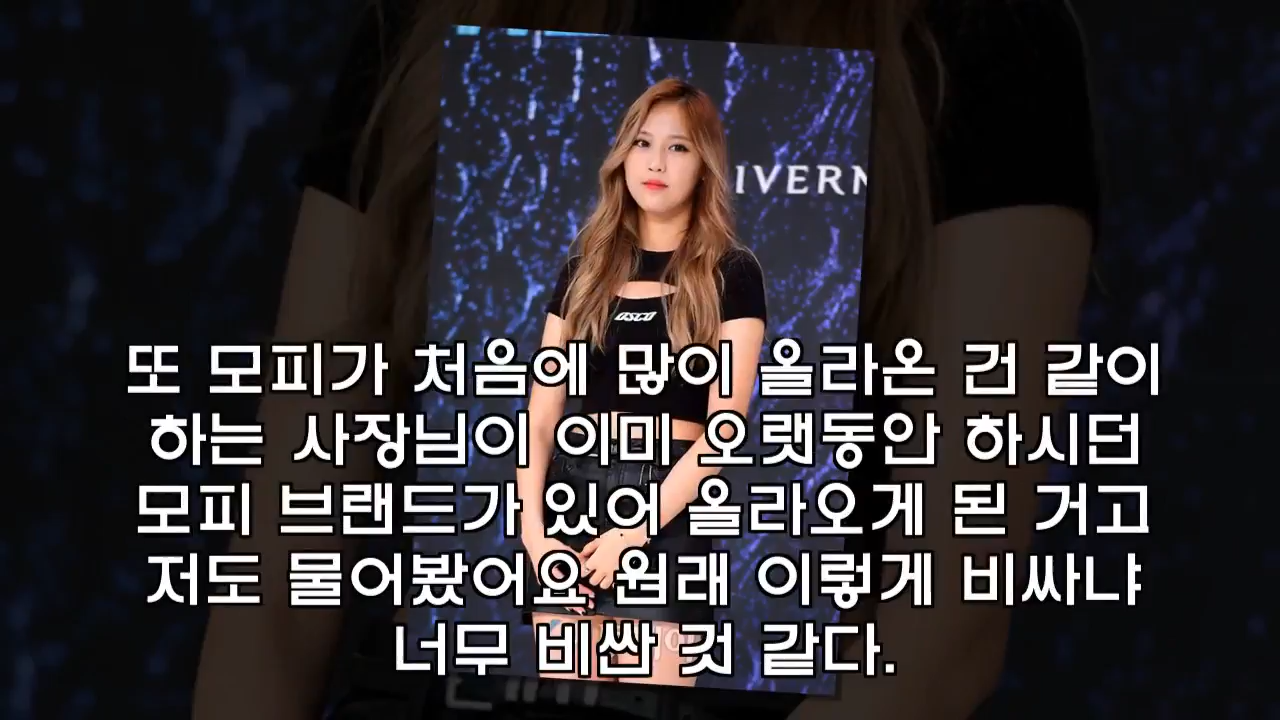 IVERN
OSCO
또 모피가 처음에 많이 올라온 건 같이
하는 사장님이 이미 오랫동안 하시던
모피 브랜드가 있어 올라오게 된 거고
저도 물어봤어요 원래 이렇게 비싸냐
너무 비싼 것 같다.